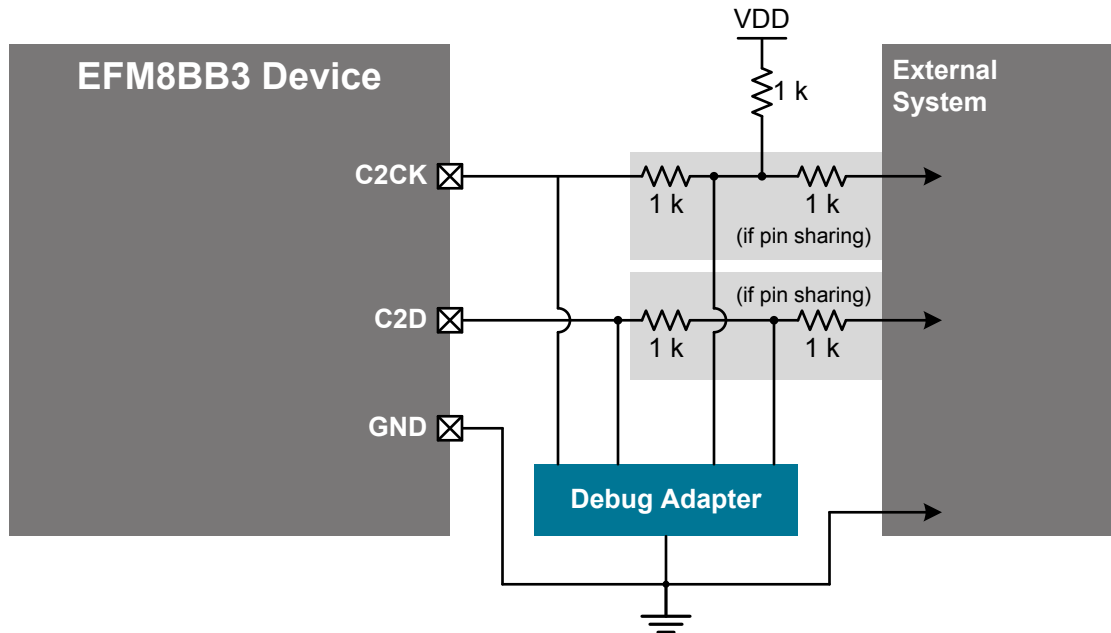 VDD
EFM8BB3 Device
External
System
1 k
C2CK
1 k
1 k
(if pin sharing)
(if pin sharing)
C2D
1 k
1 k
GND
Debug Adapter